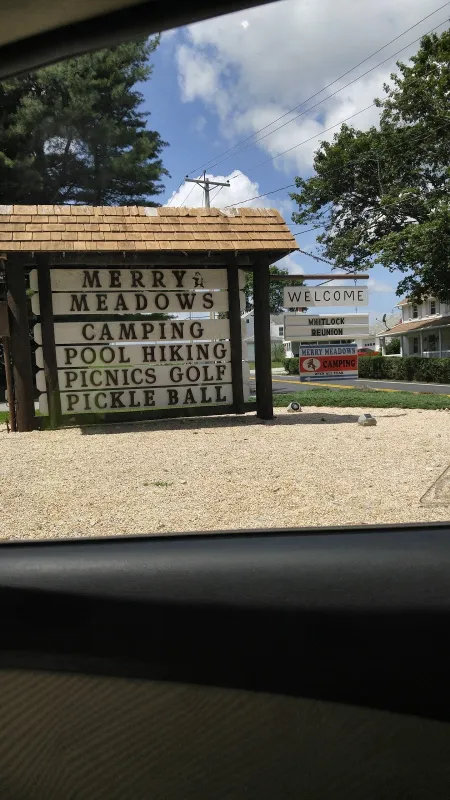 MERRY
MEADOWS
CAMPING
POOL HIKING
PICNICS GOLF
PICKLE BALL
WELCOME
WHITLOCK
REUNION
MERRY MEADOWS
CAMPING